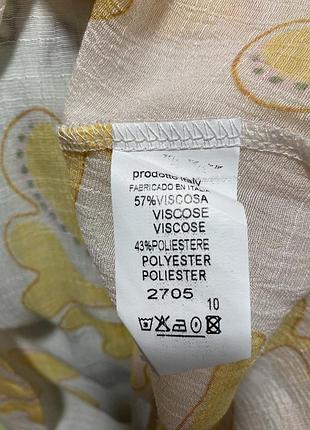 prodotto italy
FABRICADO EN ITALIA
57%VISCOSA
VISCOSE
VISCOSE
43%POLIESTERE
POLYESTER
POLIESTER
2705
10